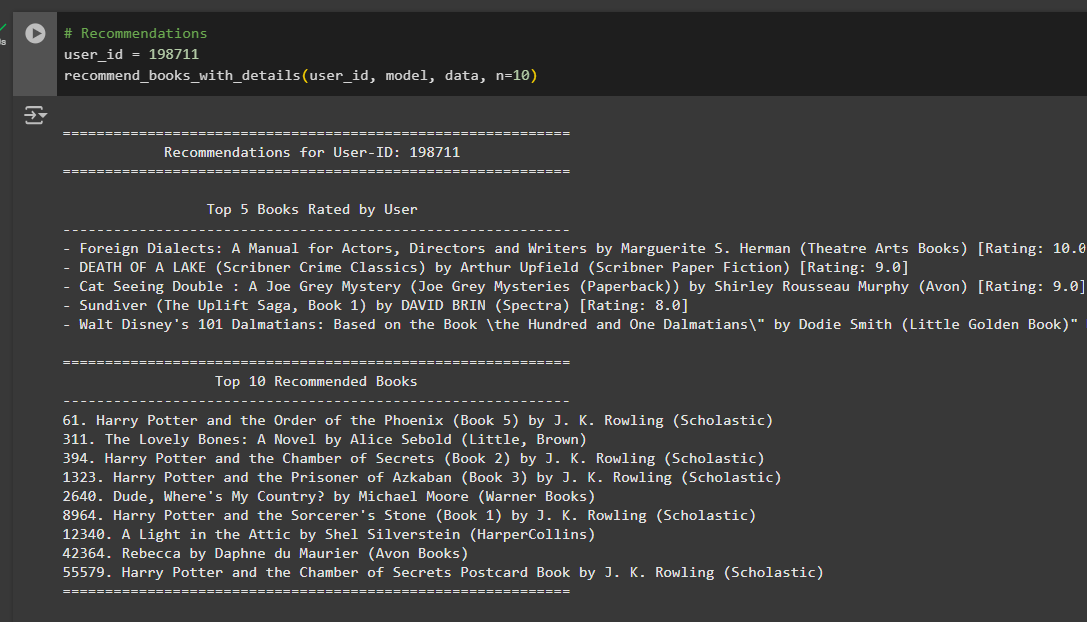 # Recommendations
user_id = 198711
recommend_books_with_details(user_id, model, data, n=10)
============================================================
Recommendations for User-ID: 198711
============================================================
Top 5 Books Rated by User
------------------------------------------------------------
- Foreign Dialects: A Manual for Actors, Directors and Writers by Marguerite S. Herman (Theatre Arts Books) [Rating: 10.0
- DEATH OF A LAKE (Scribner Crime Classics) by Arthur Upfield (Scribner Paper Fiction) [Rating: 9.0]
- Cat Seeing Double : A Joe Grey Mystery (Joe Grey Mysteries (Paperback)) by Shirley Rousseau Murphy (Avon) [Rating: 9.0]
- Sundiver (The Uplift Saga, Book 1) by DAVID BRIN (Spectra) [Rating: 8.0]
- Walt Disney's 101 Dalmatians: Based on the Book \the Hundred and One Dalmatians\" by Dodie Smith (Little Golden Book)"
============================================================
Top 10 Recommended Books
------------------------------------------------------------
61. Harry Potter and the Order of the Phoenix (Book 5) by J. K. Rowling (Scholastic)
311. The Lovely Bones: A Novel by Alice Sebold (Little, Brown)
394. Harry Potter and the Chamber of Secrets (Book 2) by J. K. Rowling (Scholastic)
1323. Harry Potter and the Prisoner of Azkaban (Book 3) by J. K. Rowling (Scholastic)
2640. Dude, Where's My Country? by Michael Moore (Warner Books)
8964. Harry Potter and the Sorcerer's Stone (Book 1) by J. K. Rowling (Scholastic)
12340. A Light in the Attic by Shel Silverstein (HarperCollins)
42364. Rebecca by Daphne du Maurier (Avon Books)
55579. Harry Potter and the Chamber of Secrets Postcard Book by J. K. Rowling (Scholastic)
============================================================